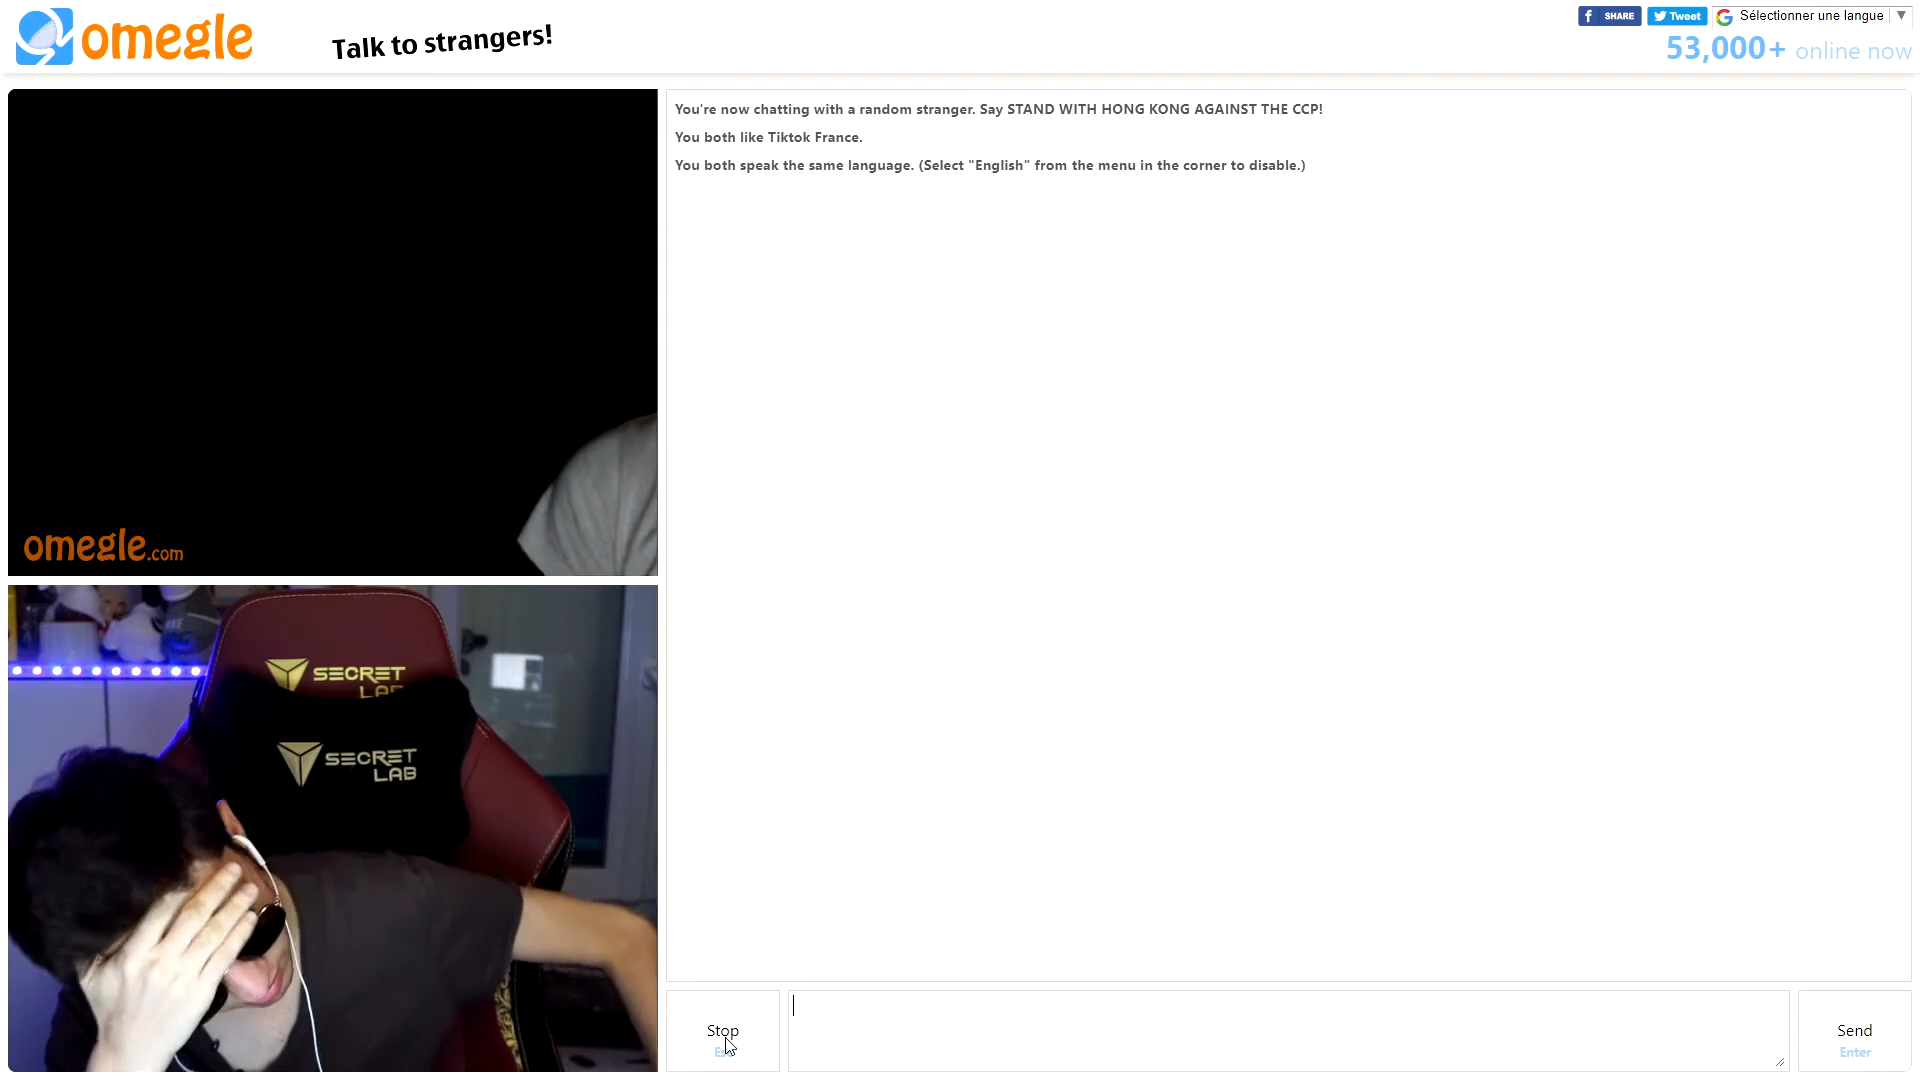 omegle
Talk to strangers!
SHARE
Tweet
Sélectionner une langue
53,000+ online now
You're now chatting with a random stranger. Say STAND WITH HONG KONG AGAINST THE CCP!
You both like Tiktok France.
You both speak the same language. (Select "English" from the menu in the corner to disable.)
omegle.com
SECRET
LAB
SECRET
LAB
Stop
Send
Enter